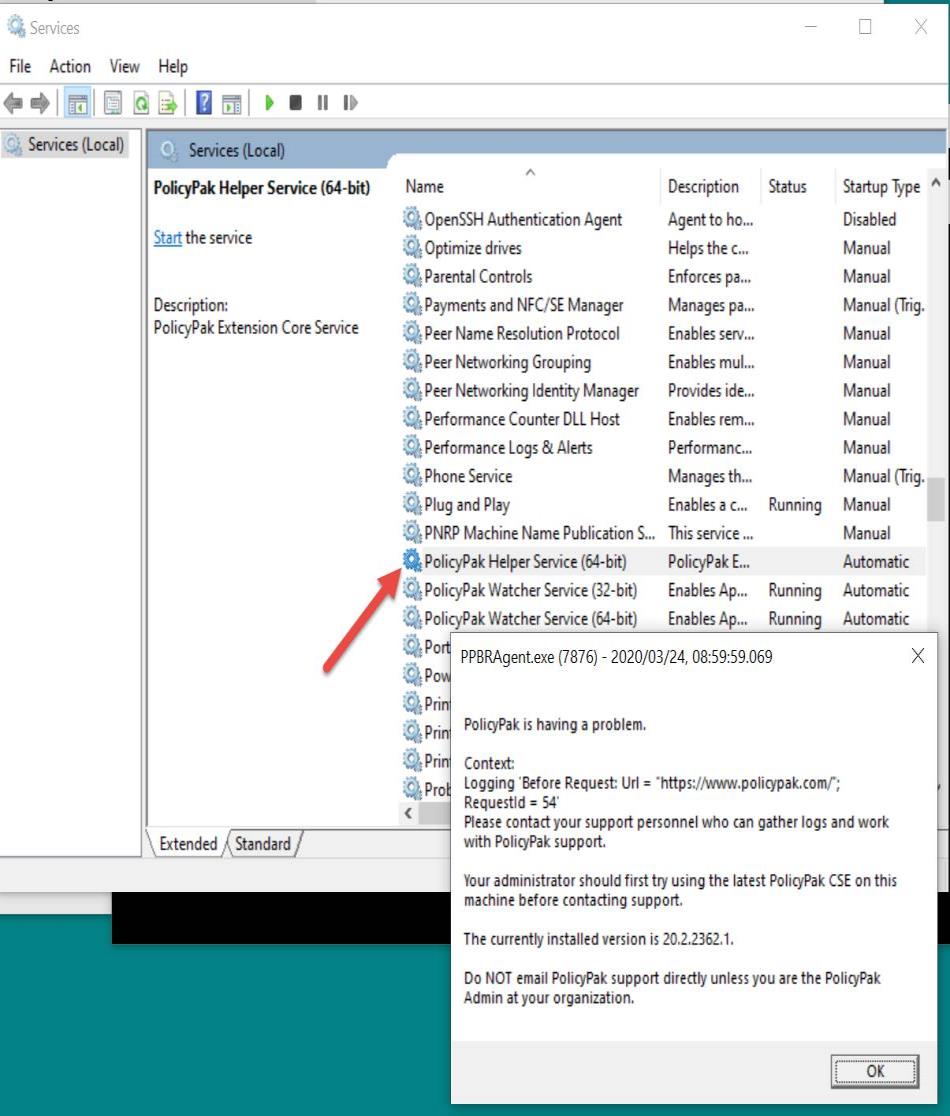 Services
File Action View Help
Services (Local)
Services (Local)
PolicyPak Helper Service (64-bit)
Start the service
Description:
PolicyPak Extension Core Service
Name Description Status Startup Type
OpenSSH Authentication Agent Agent to ho... Disabled
Optimize drives Helps the c... Manual
Parental Controls Enforces pa... Manual
Payments and NFC/SE Manager Manages pa... Manual (Trig.
Peer Name Resolution Protocol Enables serv... Manual
Peer Networking Grouping Enables mul... Manual
Peer Networking Identity Manager Provides ide... Manual
Performance Counter DLL Host Enables rem... Manual
Performance Logs & Alerts Performanc... Manual
Phone Service Manages th... Manual (Trig.
Plug and Play Enables a c... Running Manual
PNRP Machine Name Publication S... This service ... Manual
PolicyPak Helper Service (64-bit) PolicyPak E... Automatic
PolicyPak Watcher Service (32-bit) Enables Ap... Running Automatic
PolicyPak Watcher Service (64-bit) Enables Ap... Running Automatic
Port
Pow
Prin
Prin
Prin
Prob
Extended Standard
PPBRAgent.exe (7876) - 2020/03/24, 08:59:59.069
PolicyPak is having a problem.
Context:
Logging 'Before Request: Url = "https://www.policypak.com/";
RequestId = 54'
Please contact your support personnel who can gather logs and work
with PolicyPak support.
Your administrator should first try using the latest PolicyPak CSE on this
machine before contacting support.
The currently installed version is 20.2.2362.1.
Do NOT email PolicyPak support directly unless you are the PolicyPak
Admin at your organization.
OK